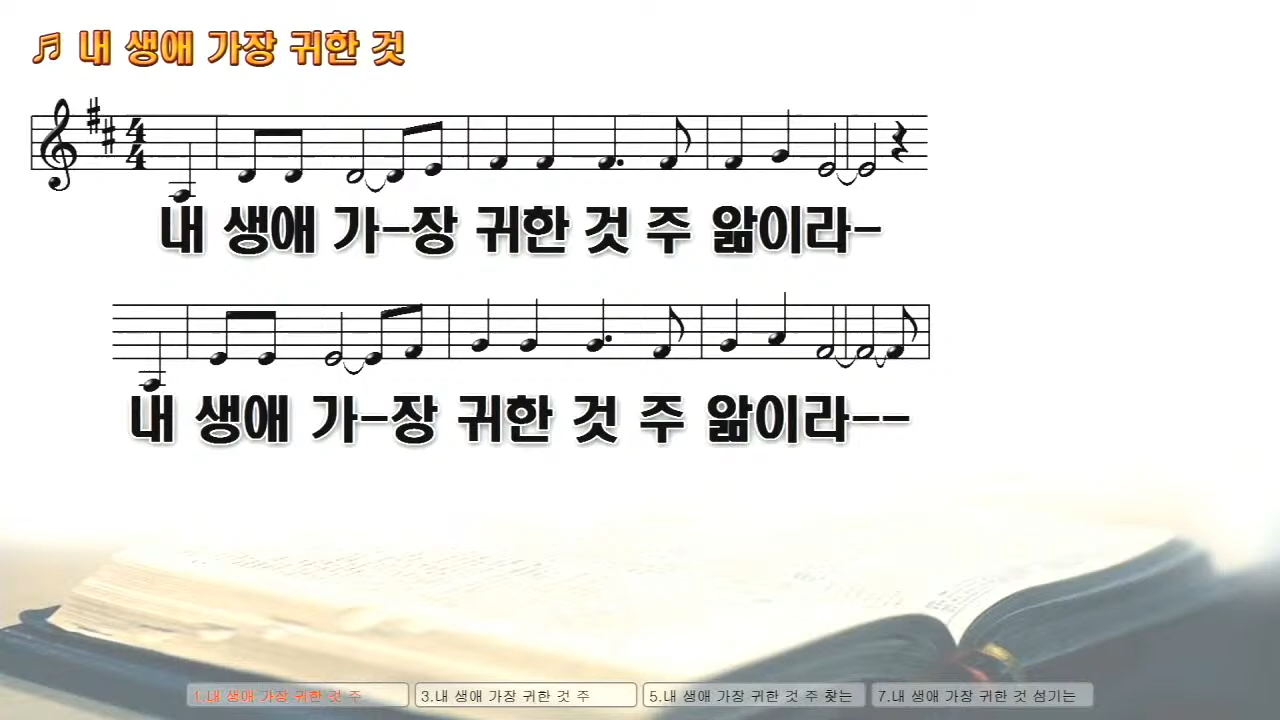 ♬ 내 생애 가장 귀한 것
내 생애 가-장 귀한 것 주 앎이라-
내 생애 가-장 귀한 것 주 앎이라--
1.내 생애 가장 귀한 것 주
3.내 생애 가장 귀한 것 주
5.내 생애 가장 귀한 것 주 찾는
7.내 생애 가장 귀한 것 섬기는